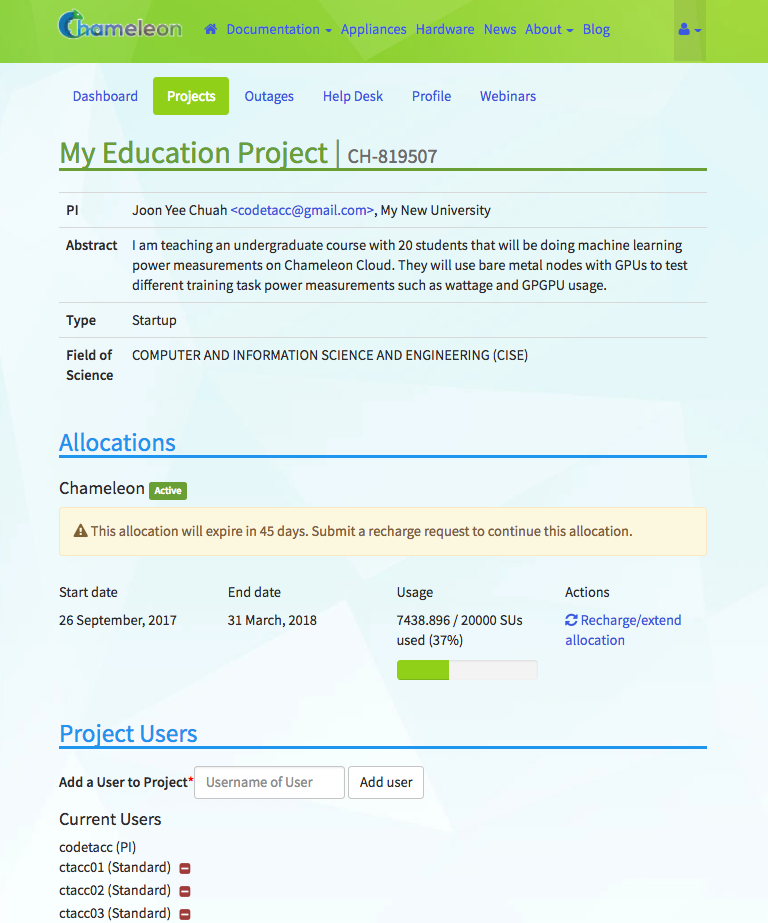 Chameleon
Documentation Appliances Hardware News About Blog
Dashboard Projects Outages Help Desk Profile Webinars
My Education Project | CH-819507
PI Joon Yee Chuah <codetacc@gmail.com>, My New University
Abstract I am teaching an undergraduate course with 20 students that will be doing machine learning
power measurements on Chameleon Cloud. They will use bare metal nodes with GPUs to test
different training task power measurements such as wattage and GPGPU usage.
Type Startup
Field of COMPUTER AND INFORMATION SCIENCE AND ENGINEERING (CISE)
Science
Allocations
Chameleon Active
This allocation will expire in 45 days. Submit a recharge request to continue this allocation.
Start date End date Usage Actions
26 September, 2017 31 March, 2018 7438.896 / 20000 SUs Recharge/extend
used (37%) allocation
Project Users
Add a User to Project* Username of User Add user
Current Users
codetacc (PI)
ctacc01 (Standard)
ctacc02 (Standard)
ctacc03 (Standard)